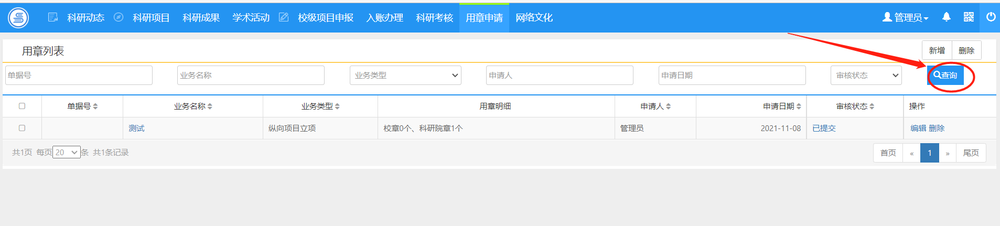 科研动态 科研项目 科研成果 学术活动 校级项目申报 入账办理 科研考核 用章申请 网络文化 管理员
用章列表 新增 删除
单据号 业务名称 业务类型 申请人 申请日期 审核状态 查询
单据号 业务名称 业务类型 用章明细 申请人 申请日期 审核状态 操作
测试 纵向项目立项 校章0个、科研院章1个 管理员 2021-11-08 已提交 编辑 删除
共1页 每页 20 条 共1条记录 首页 « 1 » 尾页